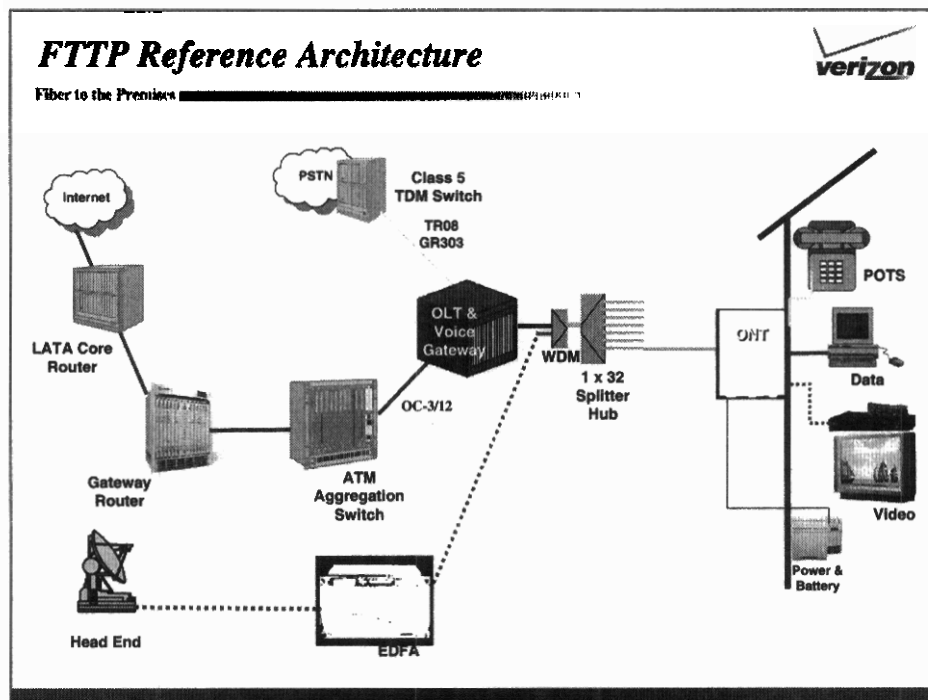 FTTP Reference Architecture
verizon
Fiber to the Premises
Internet
PSTN
Class 5
TDM Switch
TR08
GR303
LATA Core
Router
OLT &
Voice
Gateway
WDM
1 x 32
Splitter
Hub
ONT
POTS
Data
Video
Power &
Battery
OC-3/12
Gateway
Router
ATM
Aggregation
Switch
Head End
EDFA